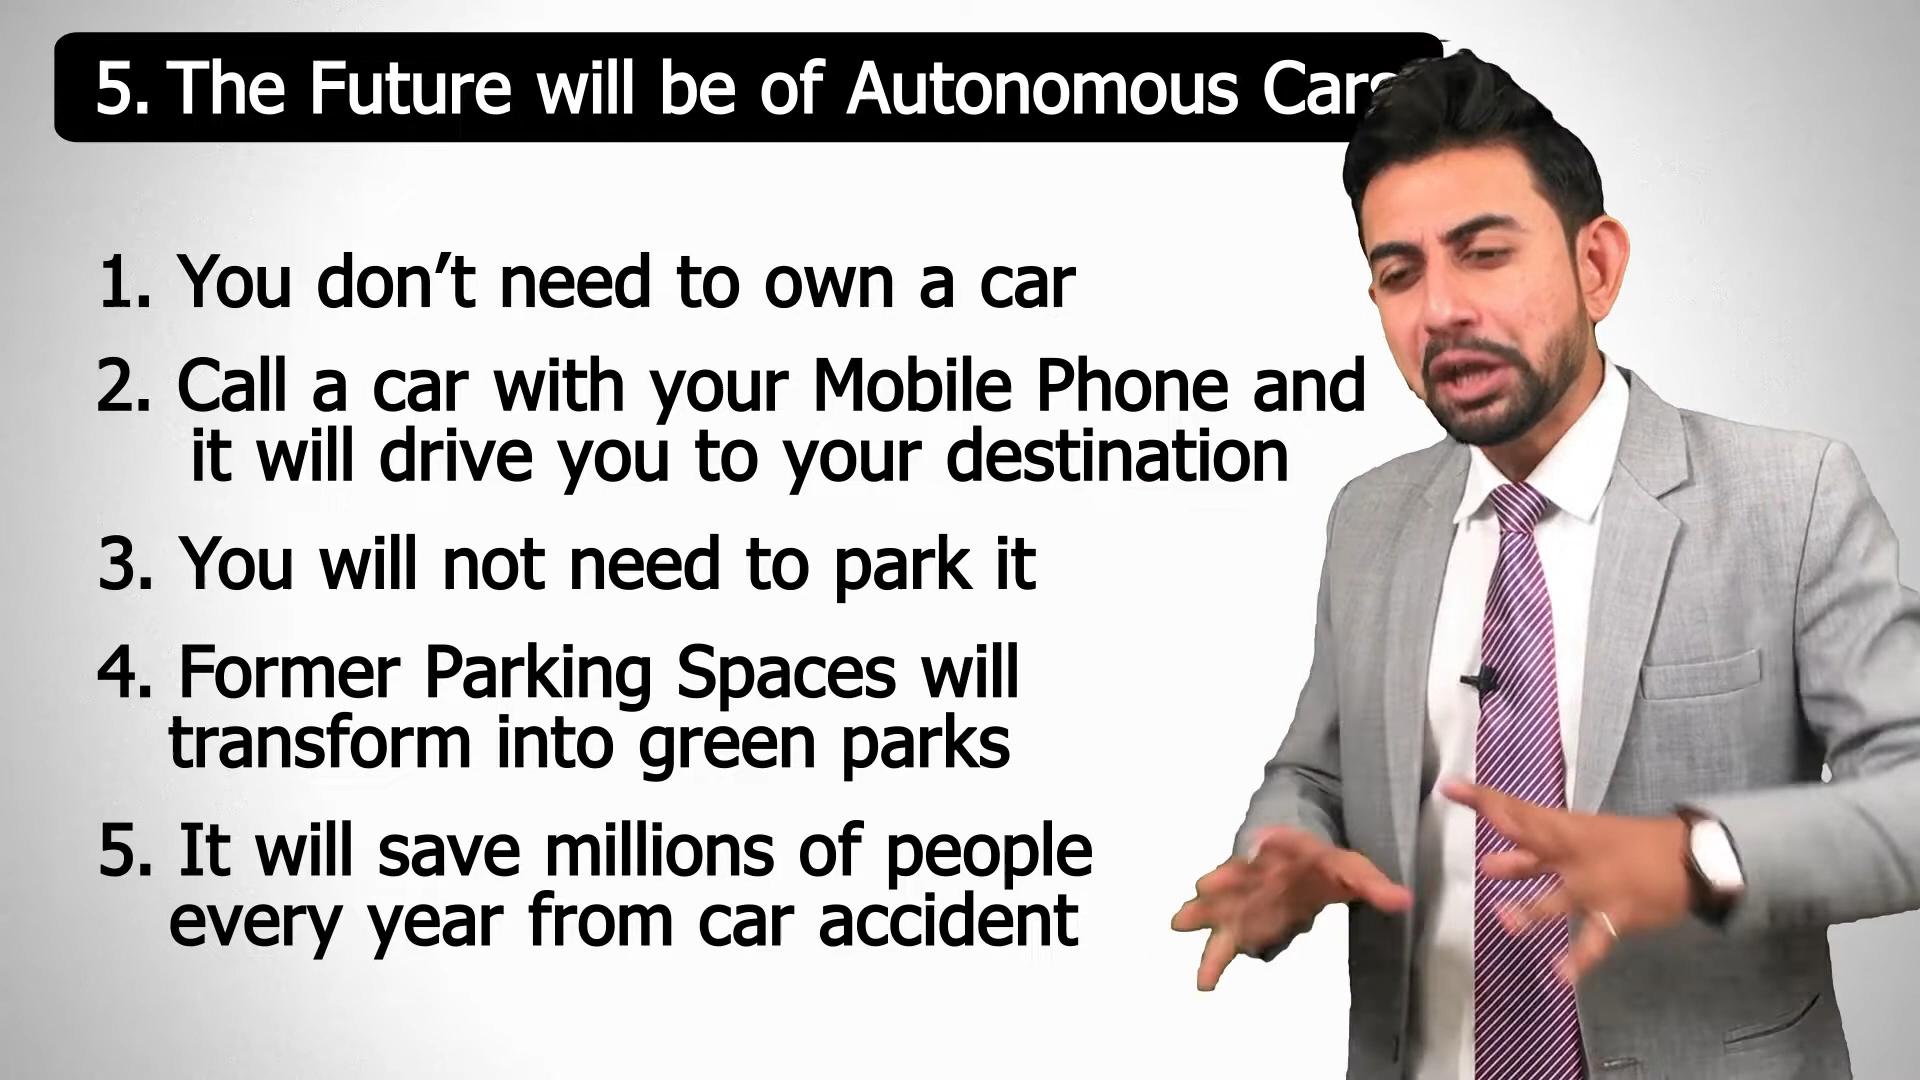 5. The Future will be of Autonomous Cars
1. You don’t need to own a car
2. Call a car with your Mobile Phone and
it will drive you to your destination
3. You will not need to park it
4. Former Parking Spaces will
transform into green parks
5. It will save millions of people
every year from car accident